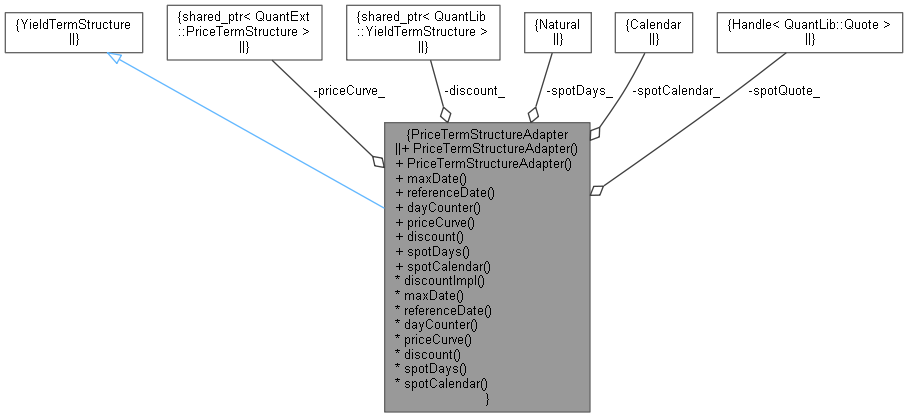 {YieldTermStructure
||}
{shared_ptr< QuantExt
::PriceTermStructure >
||}
{shared_ptr< QuantLib
::YieldTermStructure >
||}
{Natural
||}
{Calendar
||}
{Handle< QuantLib::Quote >
||}
-priceCurve_
-discount_
-spotDays_
-spotCalendar_
-spotQuote_
{PriceTermStructureAdapter
||+ PriceTermStructureAdapter()
+ PriceTermStructureAdapter()
+ maxDate()
+ referenceDate()
+ dayCounter()
+ priceCurve()
+ discount()
+ spotDays()
+ spotCalendar()
* discountImpl()
* maxDate()
* referenceDate()
* dayCounter()
* priceCurve()
* discount()
* spotDays()
* spotCalendar()
}